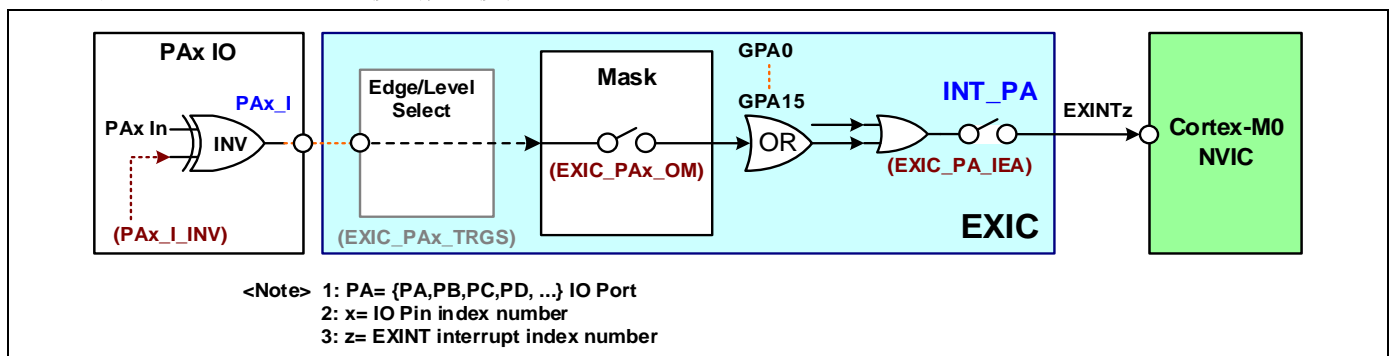 PAx IO
PAx In
INV
PAx_I
(PAx_I_INV)
Edge/Level
Select
(EXIC_PAx_TRGS)
Mask
(EXIC_PAx_OM)
GPA0
GPA15
OR
INT_PA
(EXIC_PA_IEA)
EXIC
EXINTz
Cortex-M0
NVIC
<Note> 1: PA= {PA,PB,PC,PD, ...} IO Port
2: x= IO Pin index number
3: z= EXINT interrupt index number